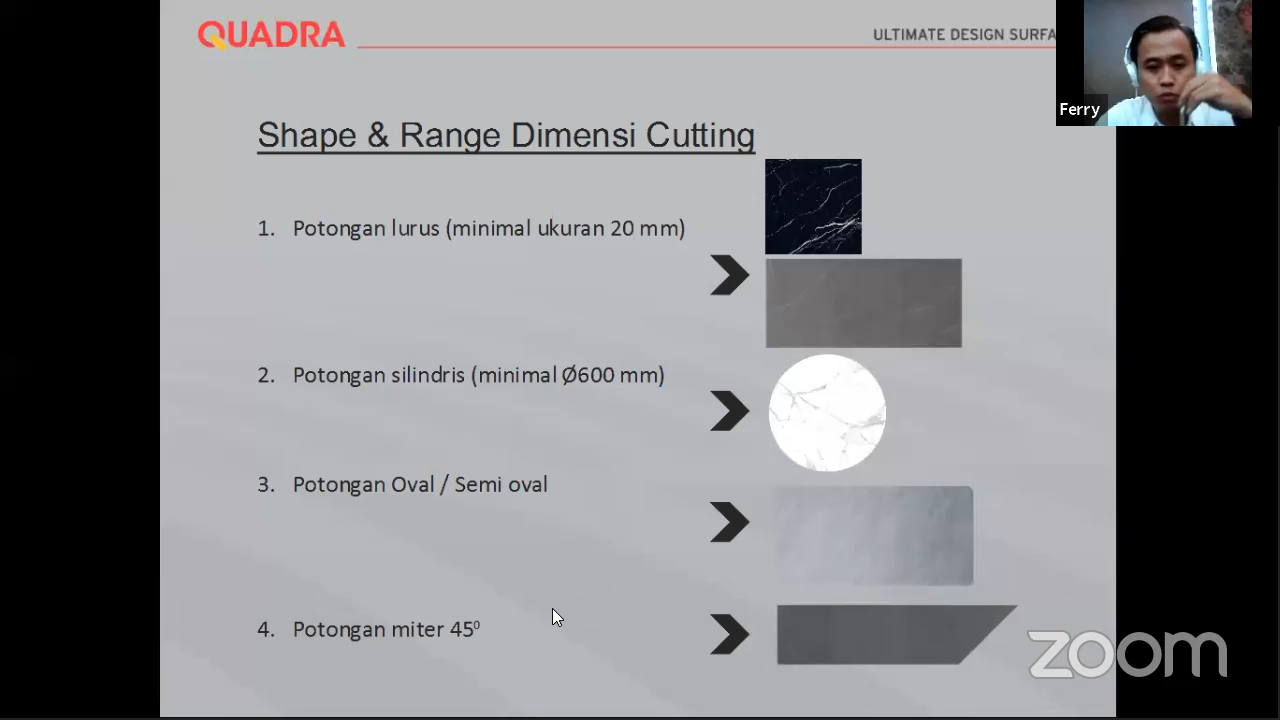 QUADRA
ULTIMATE DESIGN SURFA
Ferry
Shape & Range Dimensi Cutting
1. Potongan lurus (minimal ukuran 20 mm)
2. Potongan silindris (minimal Ø600 mm)
3. Potongan Oval / Semi oval
4. Potongan miter 45⁰
zoom